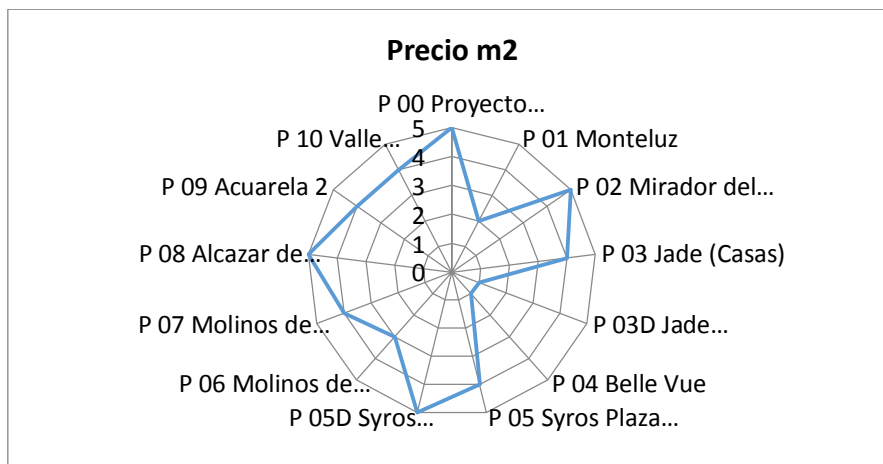 Precio m2
P 00 Proyecto...
P 01 Monteluz
P 02 Mirador del...
P 03 Jade (Casas)
P 03D Jade...
P 04 Belle Vue
P 05 Syros Plaza...
P 05D Syros...
P 06 Molinos de...
P 07 Molinos de...
P 08 Alcazar de...
P 09 Acuarela 2
P 10 Valle...
5
4
3
2
1
0